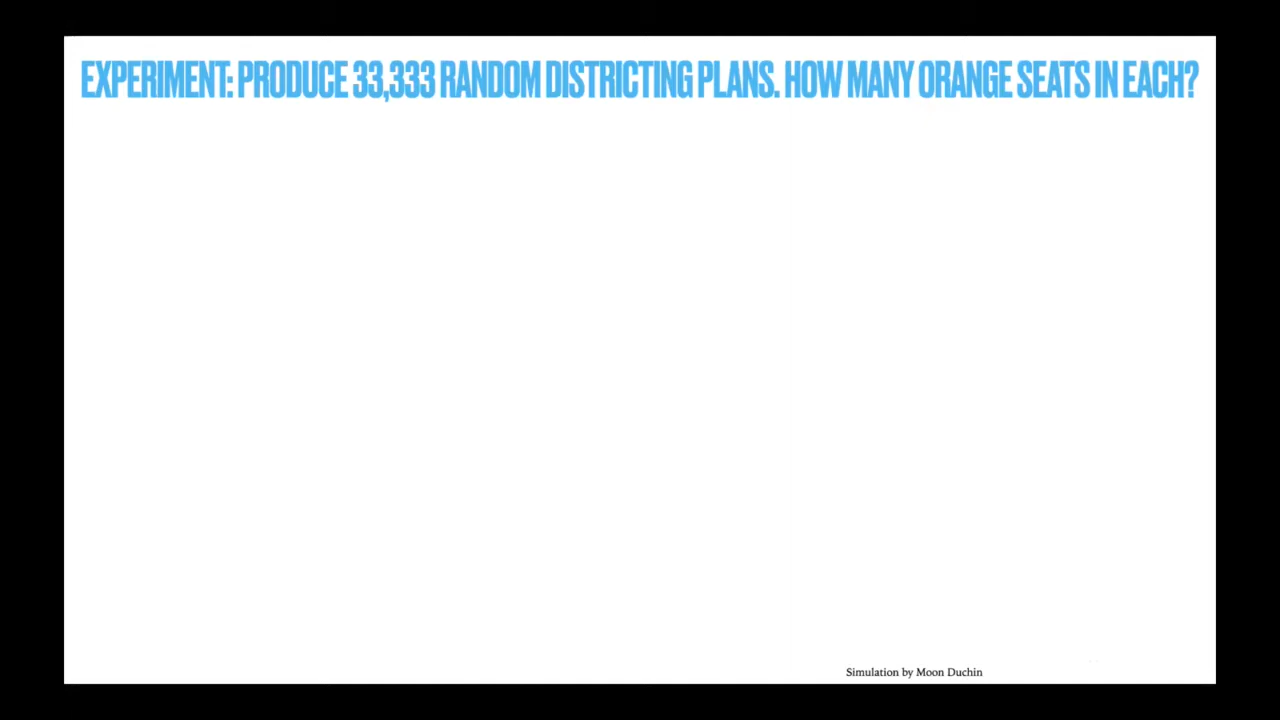 EXPERIMENT: PRODUCE 33,333 RANDOM DISTRICTING PLANS. HOW MANY ORANGE SEATS IN EACH?
Simulation by Moon Duchin